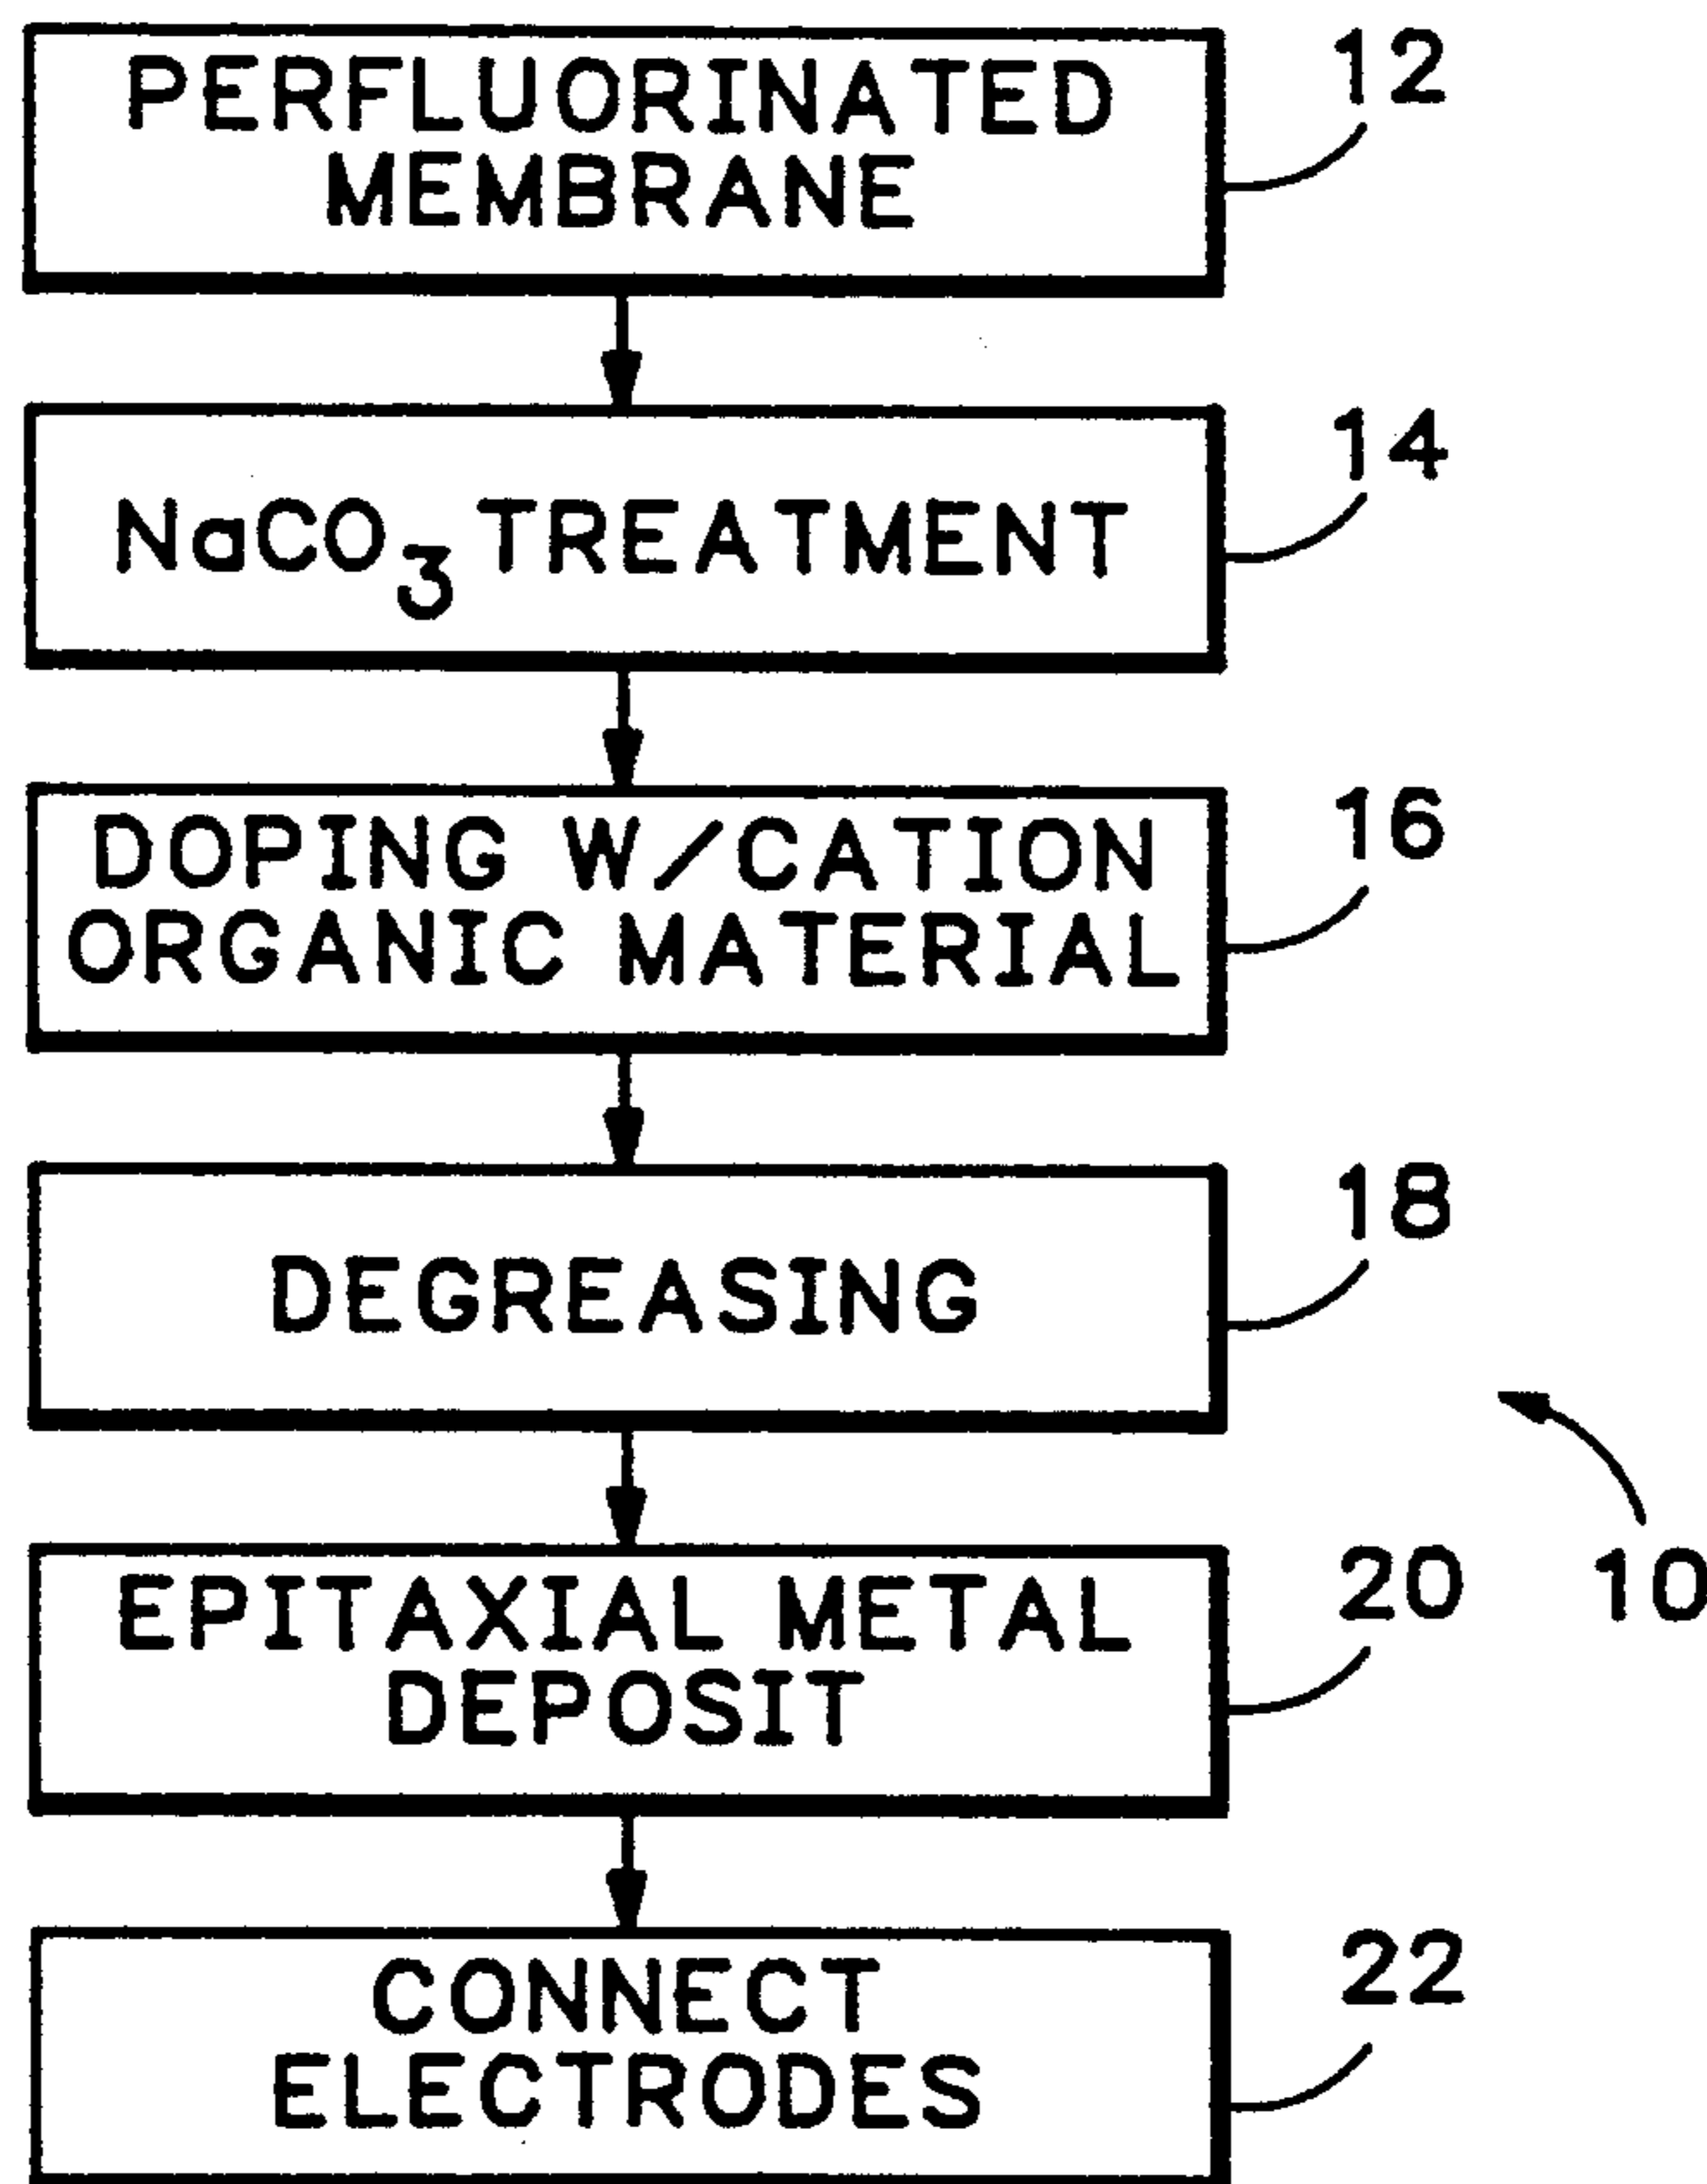 PERFLUORINATED
MEMBRANE
12
NaCO3 TREATMENT
14
DOPING W/CATION
ORGANIC MATERIAL
16
DEGREASING
18
EPITAXIAL METAL
DEPOSIT
20
10
CONNECT
ELECTRODES
22